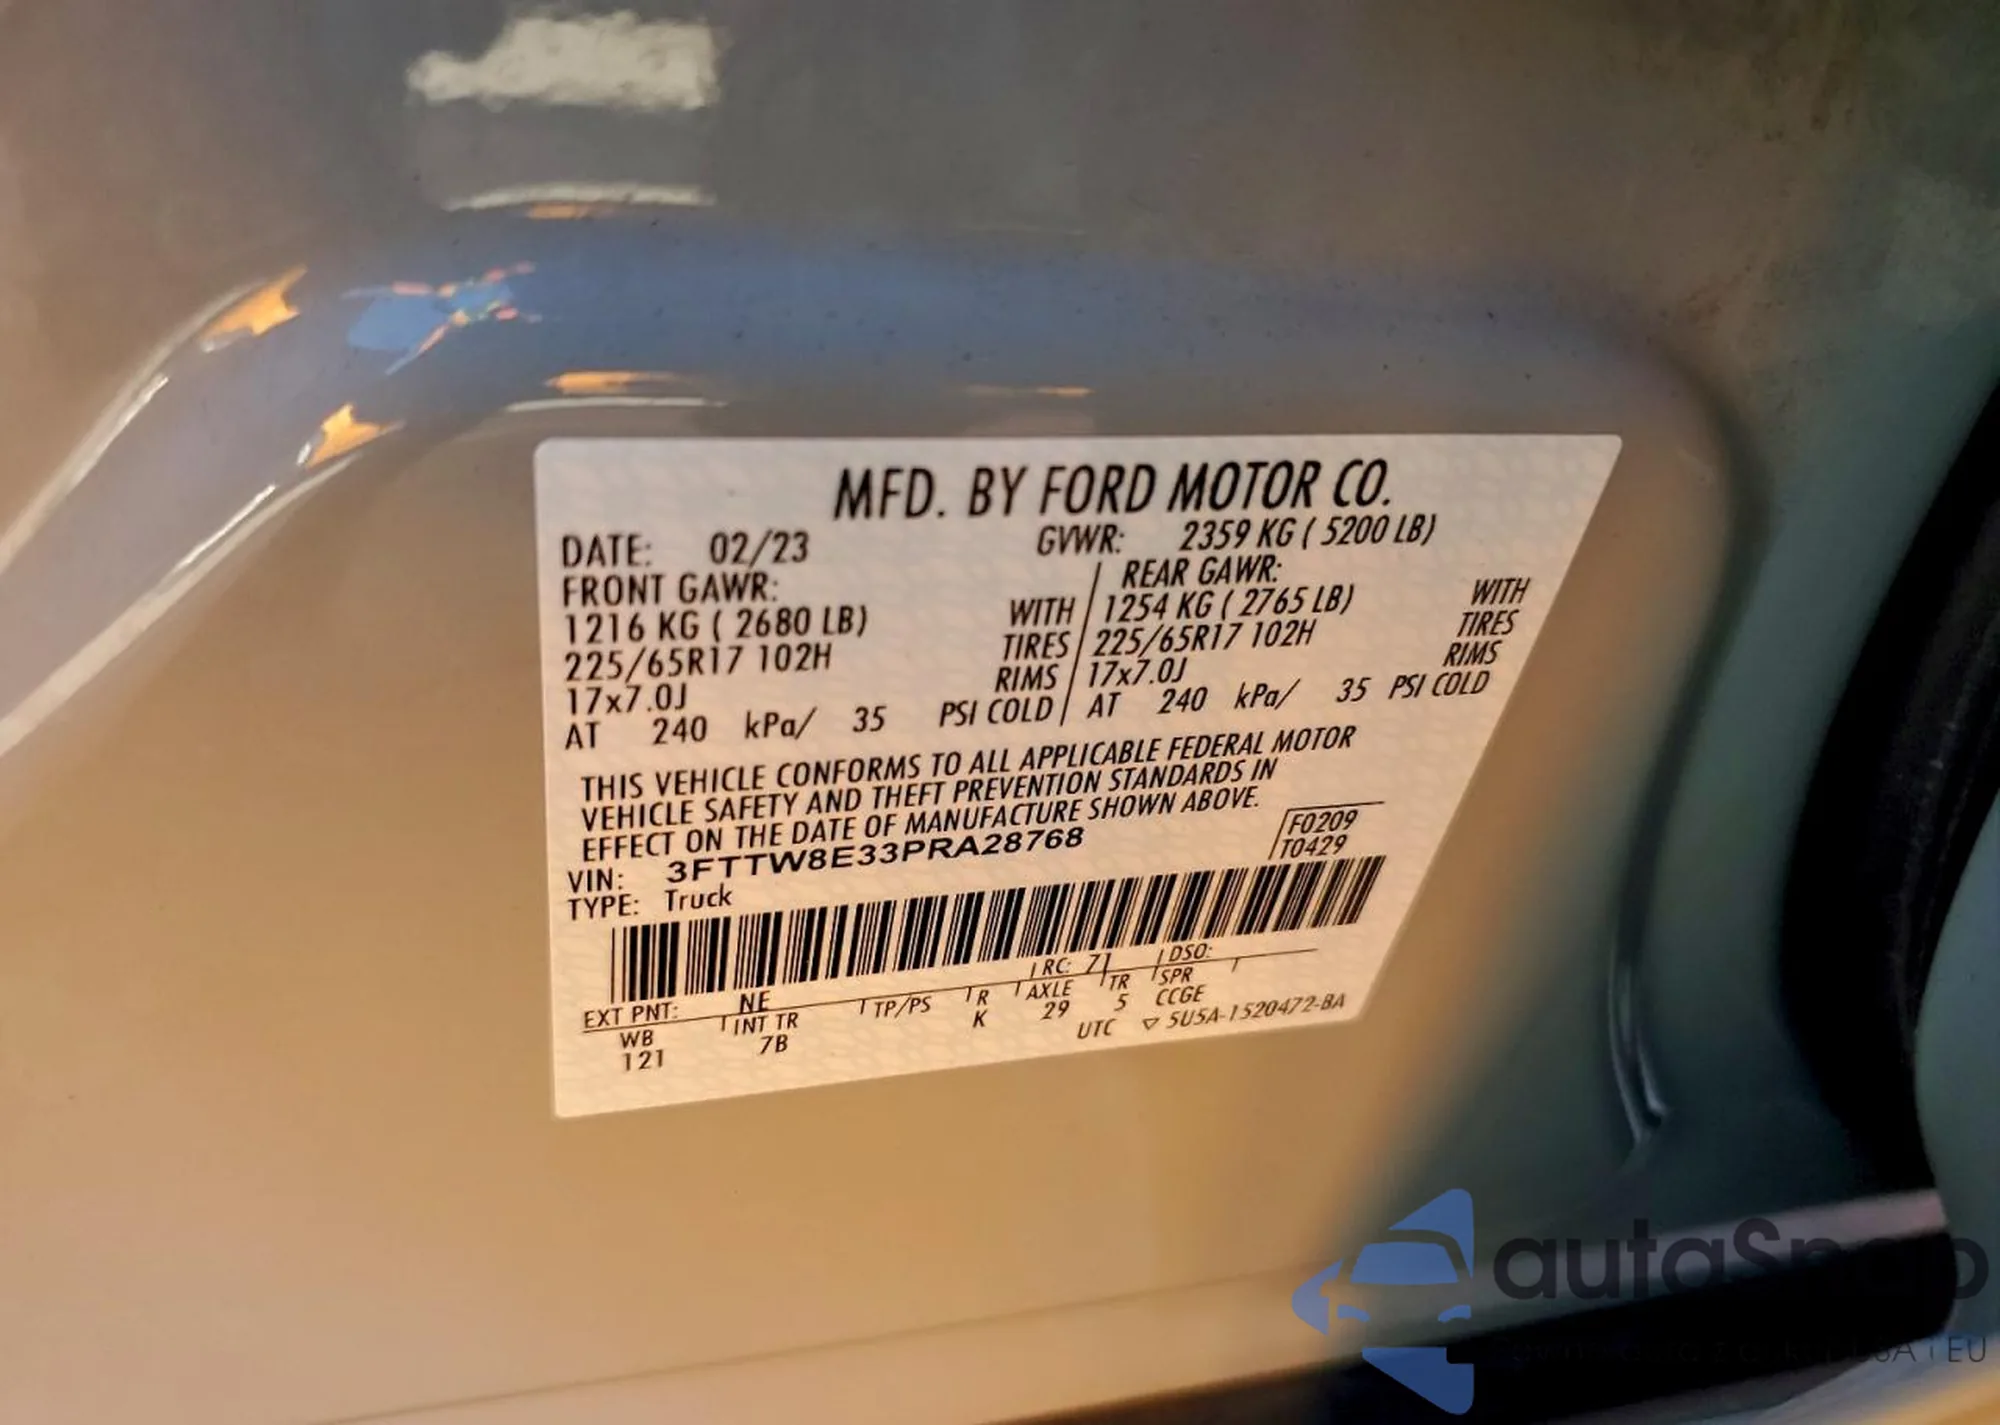 MFD. BY FORD MOTOR CO.
DATE: 02/23 GVWR: 2359 KG ( 5200 LB)
FRONT GAWR: REAR GAWR:
1216 KG ( 2680 LB) WITH 1254 KG ( 2765 LB) WITH
225/65R17 102H TIRES 225/65R17 102H TIRES
17x7.0J RIMS 17x7.0J RIMS
AT 240 kPa/ 35 PSI COLD AT 240 kPa/ 35 PSI COLD
THIS VEHICLE CONFORMS TO ALL APPLICABLE FEDERAL MOTOR
VEHICLE SAFETY AND THEFT PREVENTION STANDARDS IN
EFFECT ON THE DATE OF MANUFACTURE SHOWN ABOVE.
F0209
T0429
VIN: 3FTTW8E33PRA28768
TYPE: Truck
EXT PNT: NE RC: 71 DSO:
WB INT TR TP/PS R AXLE TR SPR
121 7B K 29 5 CCGE
UTC ▽ 5U5A-1520472-BA
autoSnap
USA EU